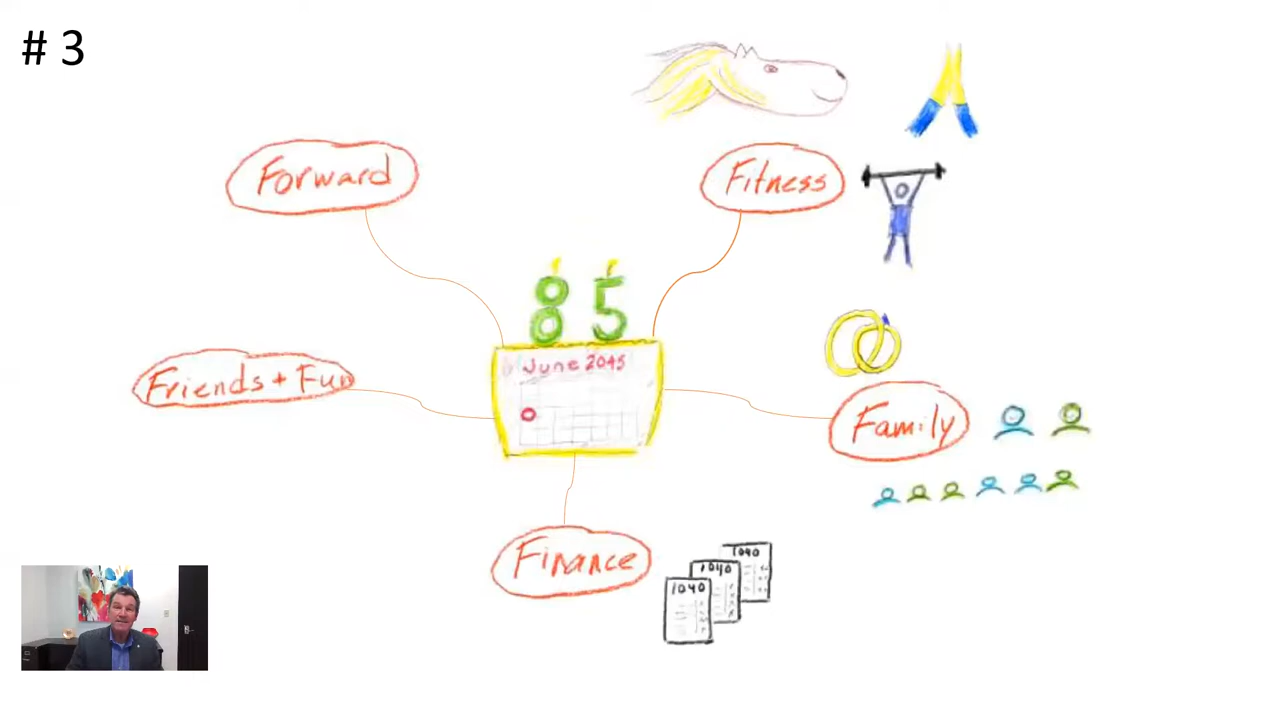 # 3
Forward
Fitness
85
June 2045
Friends + Fun
Family
Finance
1040
1040
1040